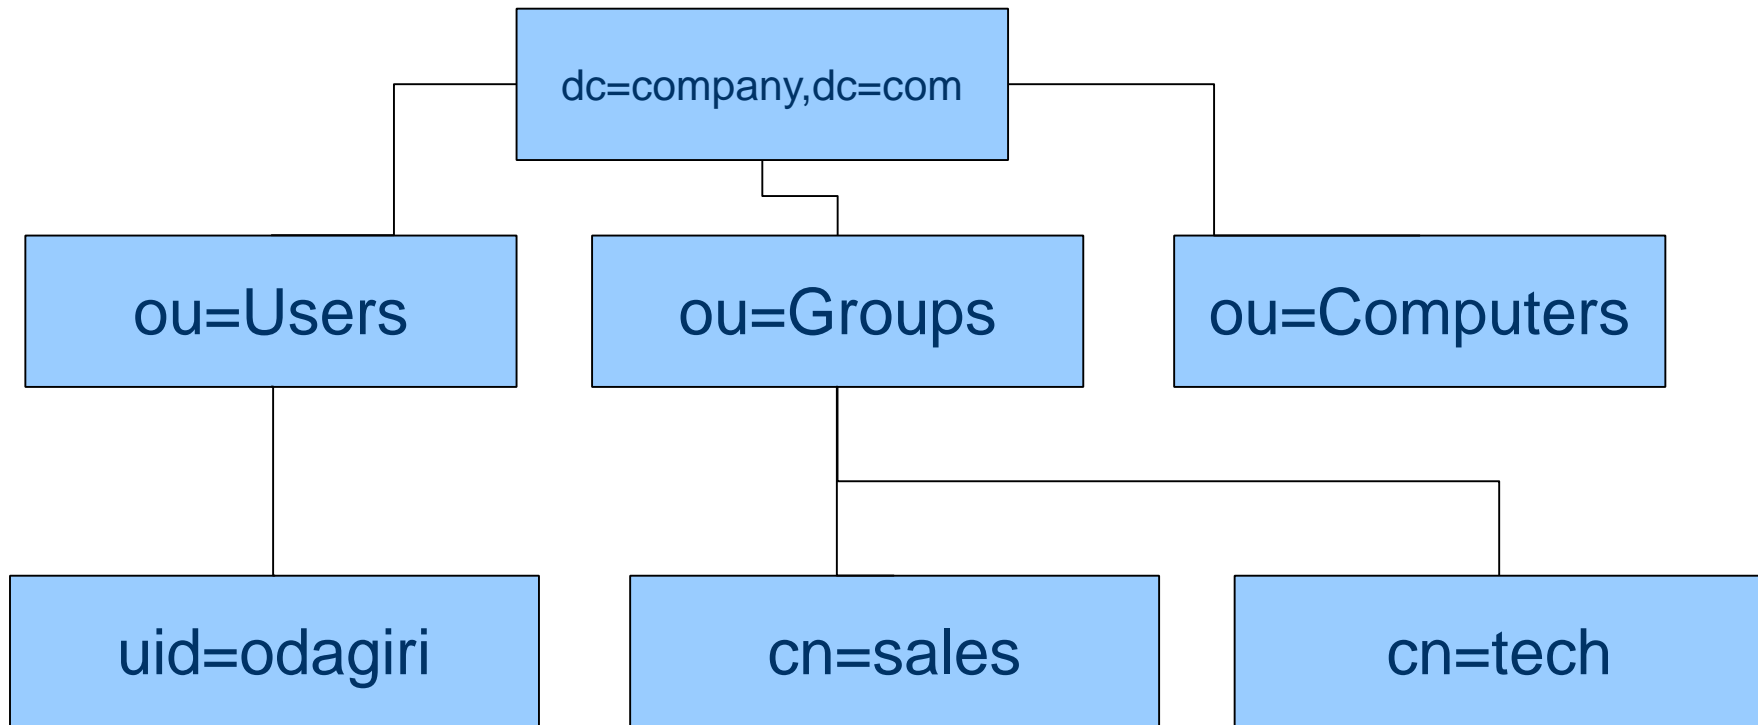 dc=company,dc=com
ou=Users
ou=Groups
ou=Computers
uid=odagiri
cn=sales
cn=tech